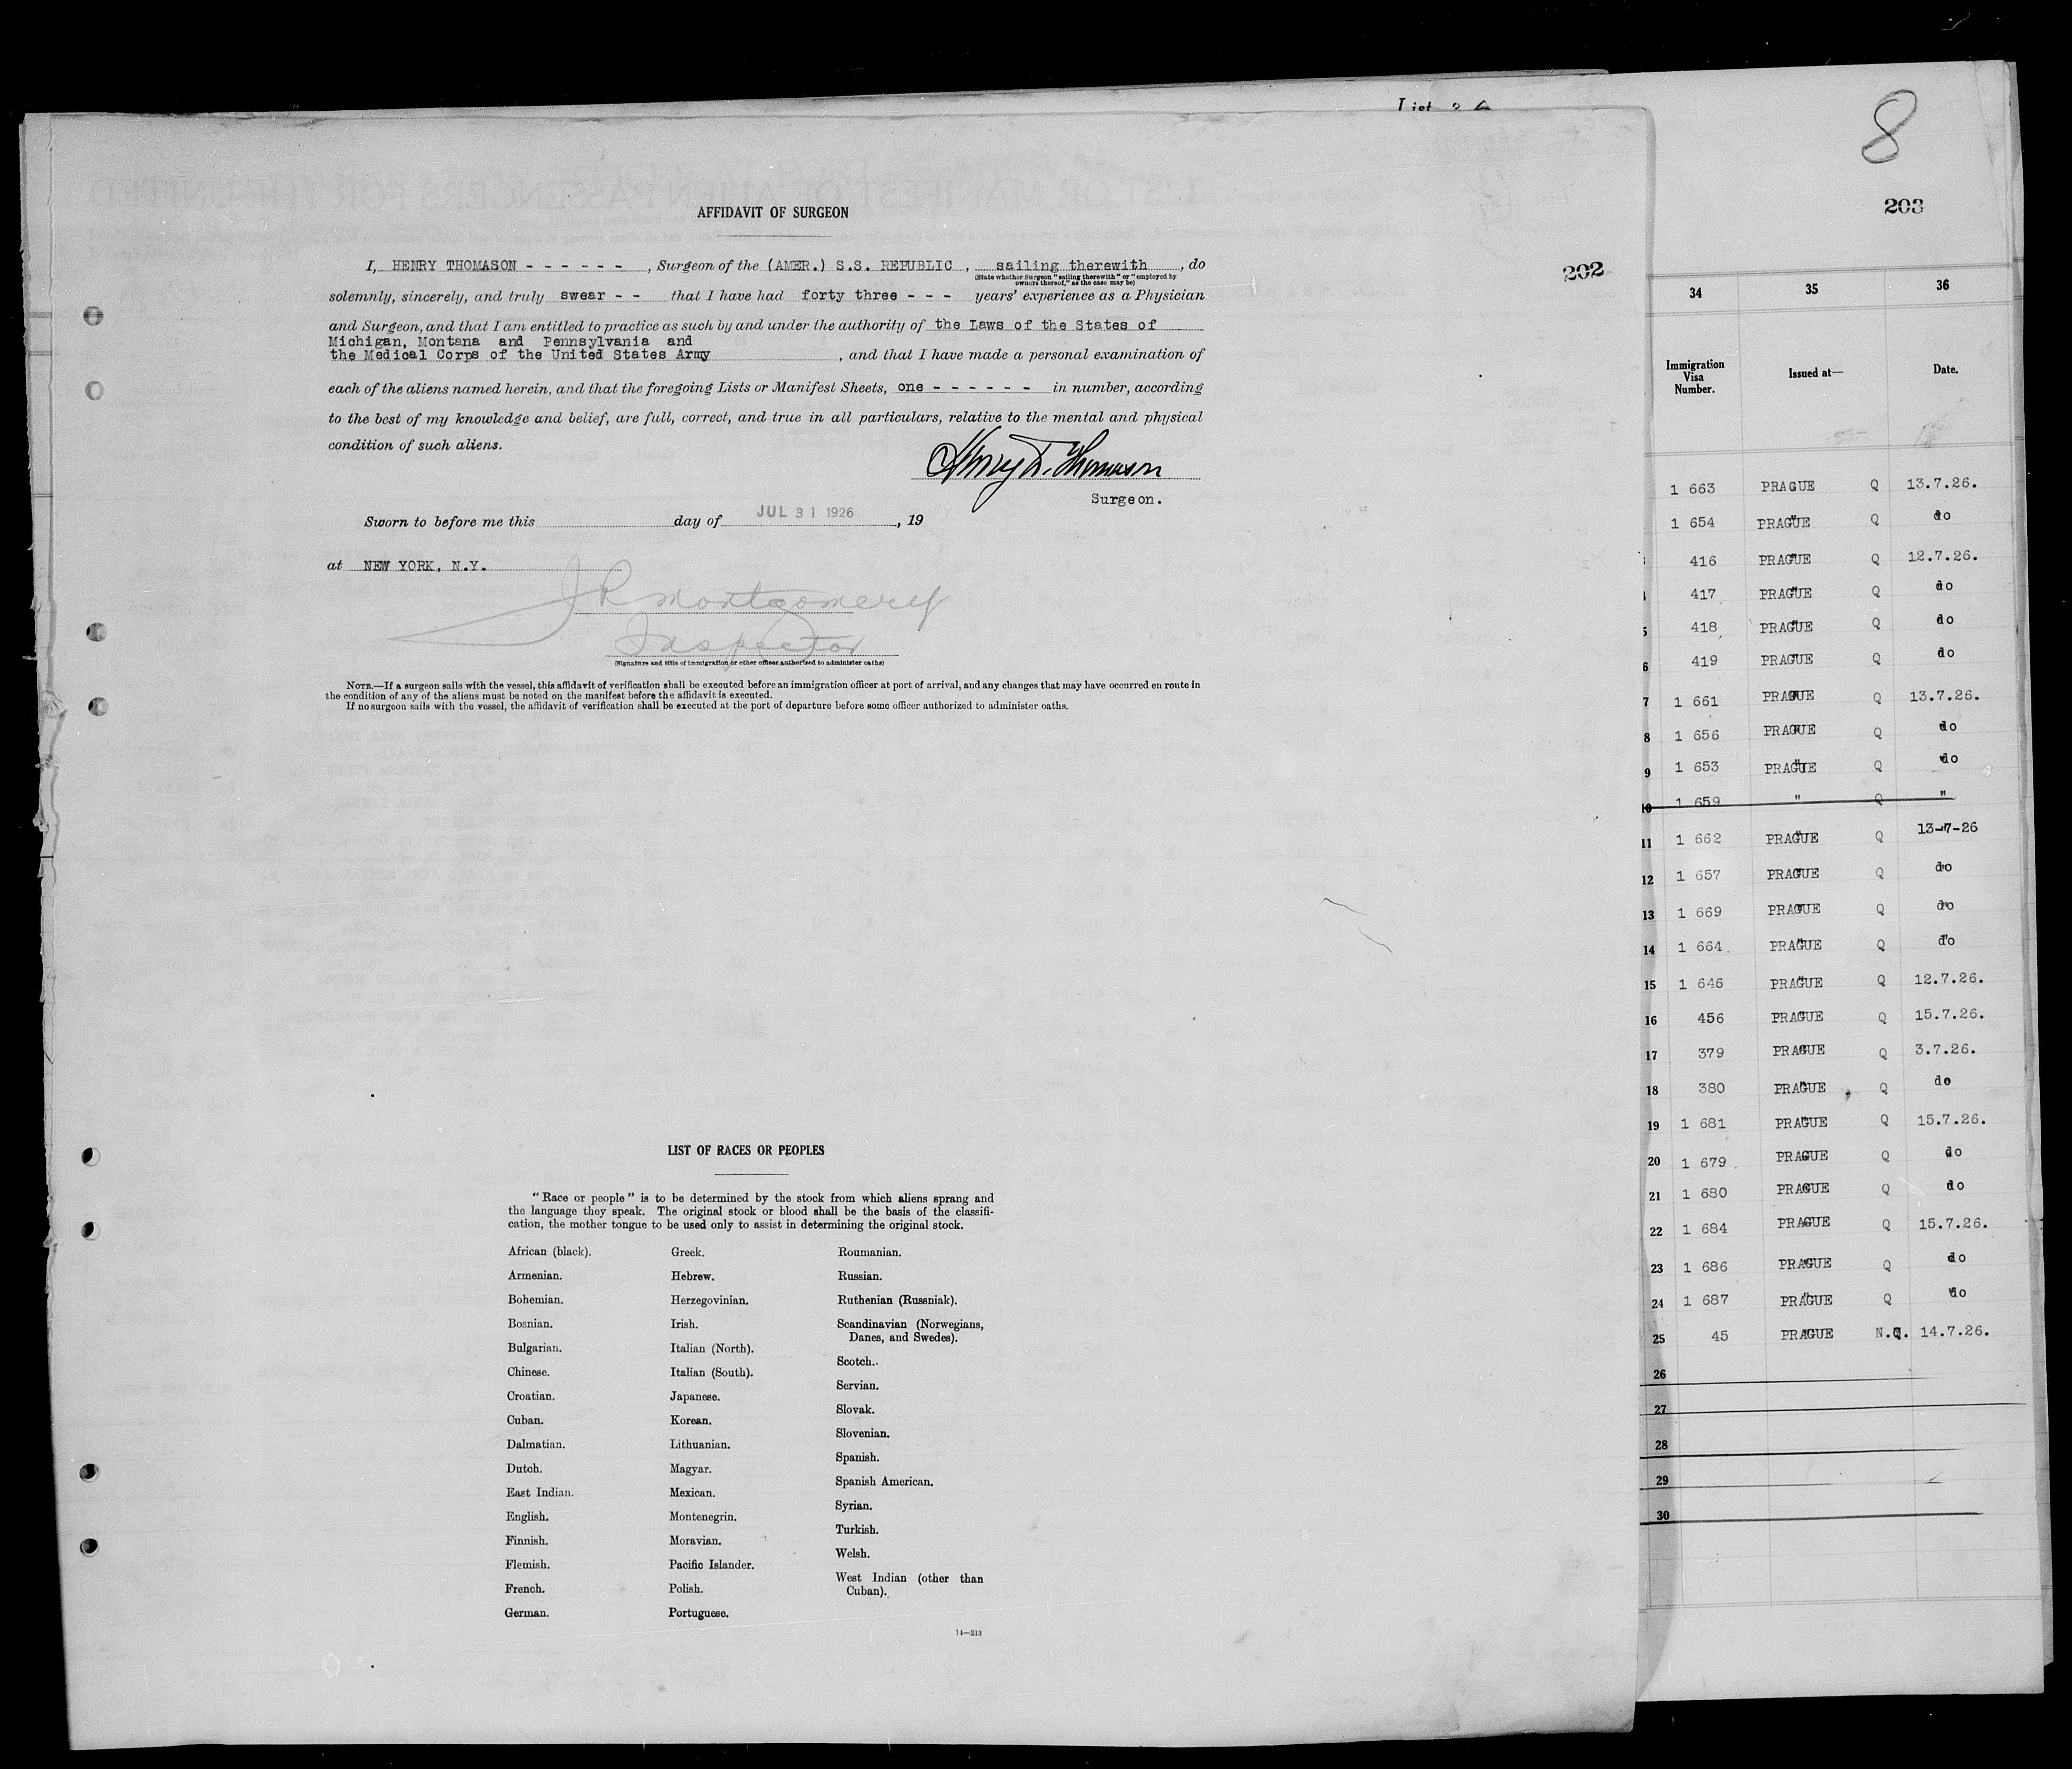 8
203
202
AFFIDAVIT OF SURGEON
I, HENRY THOMASON - - - - - - , Surgeon of the (AMER.) S.S. REPUBLIC , sailing therewith , do
(State whether Surgeon "sailing therewith" or "employed by
owners thereof," as the case may be)
solemnly, sincerely, and truly swear - - that I have had forty three - - - years' experience as a Physician
and Surgeon, and that I am entitled to practice as such by and under the authority of the Laws of the States of
Michigan, Montana and Pennsylvania and
the Medical Corps of the United States Army , and that I have made a personal examination of
each of the aliens named herein, and that the foregoing Lists or Manifest Sheets, one - - - - - - in number, according
to the best of my knowledge and belief, are full, correct, and true in all particulars, relative to the mental and physical
condition of such aliens.
Henry D. Thomason
Surgeon.
Sworn to before me this day of JUL 31 1926 , 19
at NEW YORK, N.Y.
J R Montgomery
Inspector
(Signature and title of immigration or other officer authorized to administer oaths)
NOTE.—If a surgeon sails with the vessel, this affidavit of verification shall be executed before an immigration officer at port of arrival, and any changes that may have occurred en route in
the condition of any of the aliens must be noted on the manifest before the affidavit is executed.
If no surgeon sails with the vessel, the affidavit of verification shall be executed at the port of departure before some officer authorized to administer oaths.
LIST OF RACES OR PEOPLES
"Race or people" is to be determined by the stock from which aliens sprang and
the language they speak. The original stock or blood shall be the basis of the classifi-
cation, the mother tongue to be used only to assist in determining the original stock.
African (black).
Armenian.
Bohemian.
Bosnian.
Bulgarian.
Chinese.
Croatian.
Cuban.
Dalmatian.
Dutch.
East Indian.
English.
Finnish.
Flemish.
French.
German.
Greek.
Hebrew.
Herzegovinian.
Irish.
Italian (North).
Italian (South).
Japanese.
Korean.
Lithuanian.
Magyar.
Mexican.
Montenegrin.
Moravian.
Pacific Islander.
Polish.
Portuguese.
Roumanian.
Russian.
Ruthenian (Russniak).
Scandinavian (Norwegians,
Danes, and Swedes).
Scotch.
Servian.
Slovak.
Slovenian.
Spanish.
Spanish American.
Syrian.
Turkish.
Welsh.
West Indian (other than
Cuban).
14—213
34 35 36
Immigration
Visa
Number. Issued at— Date.
1 663 PRAGUE Q 13.7.26.
1 654 PRAGUE Q do
416 PRAGUE Q 12.7.26.
417 PRAGUE Q do
5 418 PRAGUE Q do
6 419 PRAGUE Q do
7 1 661 PRAGUE Q 13.7.26.
8 1 656 PRAGUE Q do
9 1 653 PRAGUE Q do
10 1 659 " Q "
11 1 662 PRAGUE Q 13-7-26
12 1 657 PRAGUE Q do
13 1 669 PRAGUE Q do
14 1 664 PRAGUE Q do
15 1 646 PRAGUE Q 12.7.26.
16 456 PRAGUE Q 15.7.26.
17 379 PRAGUE Q 3.7.26.
18 380 PRAGUE Q do
19 1 681 PRAGUE Q 15.7.26.
20 1 679 PRAGUE Q do
21 1 680 PRAGUE Q do
22 1 684 PRAGUE Q 15.7.26.
23 1 686 PRAGUE Q do
24 1 687 PRAGUE Q do
25 45 PRAGUE N.Q. 14.7.26.
26
27
28
29
30